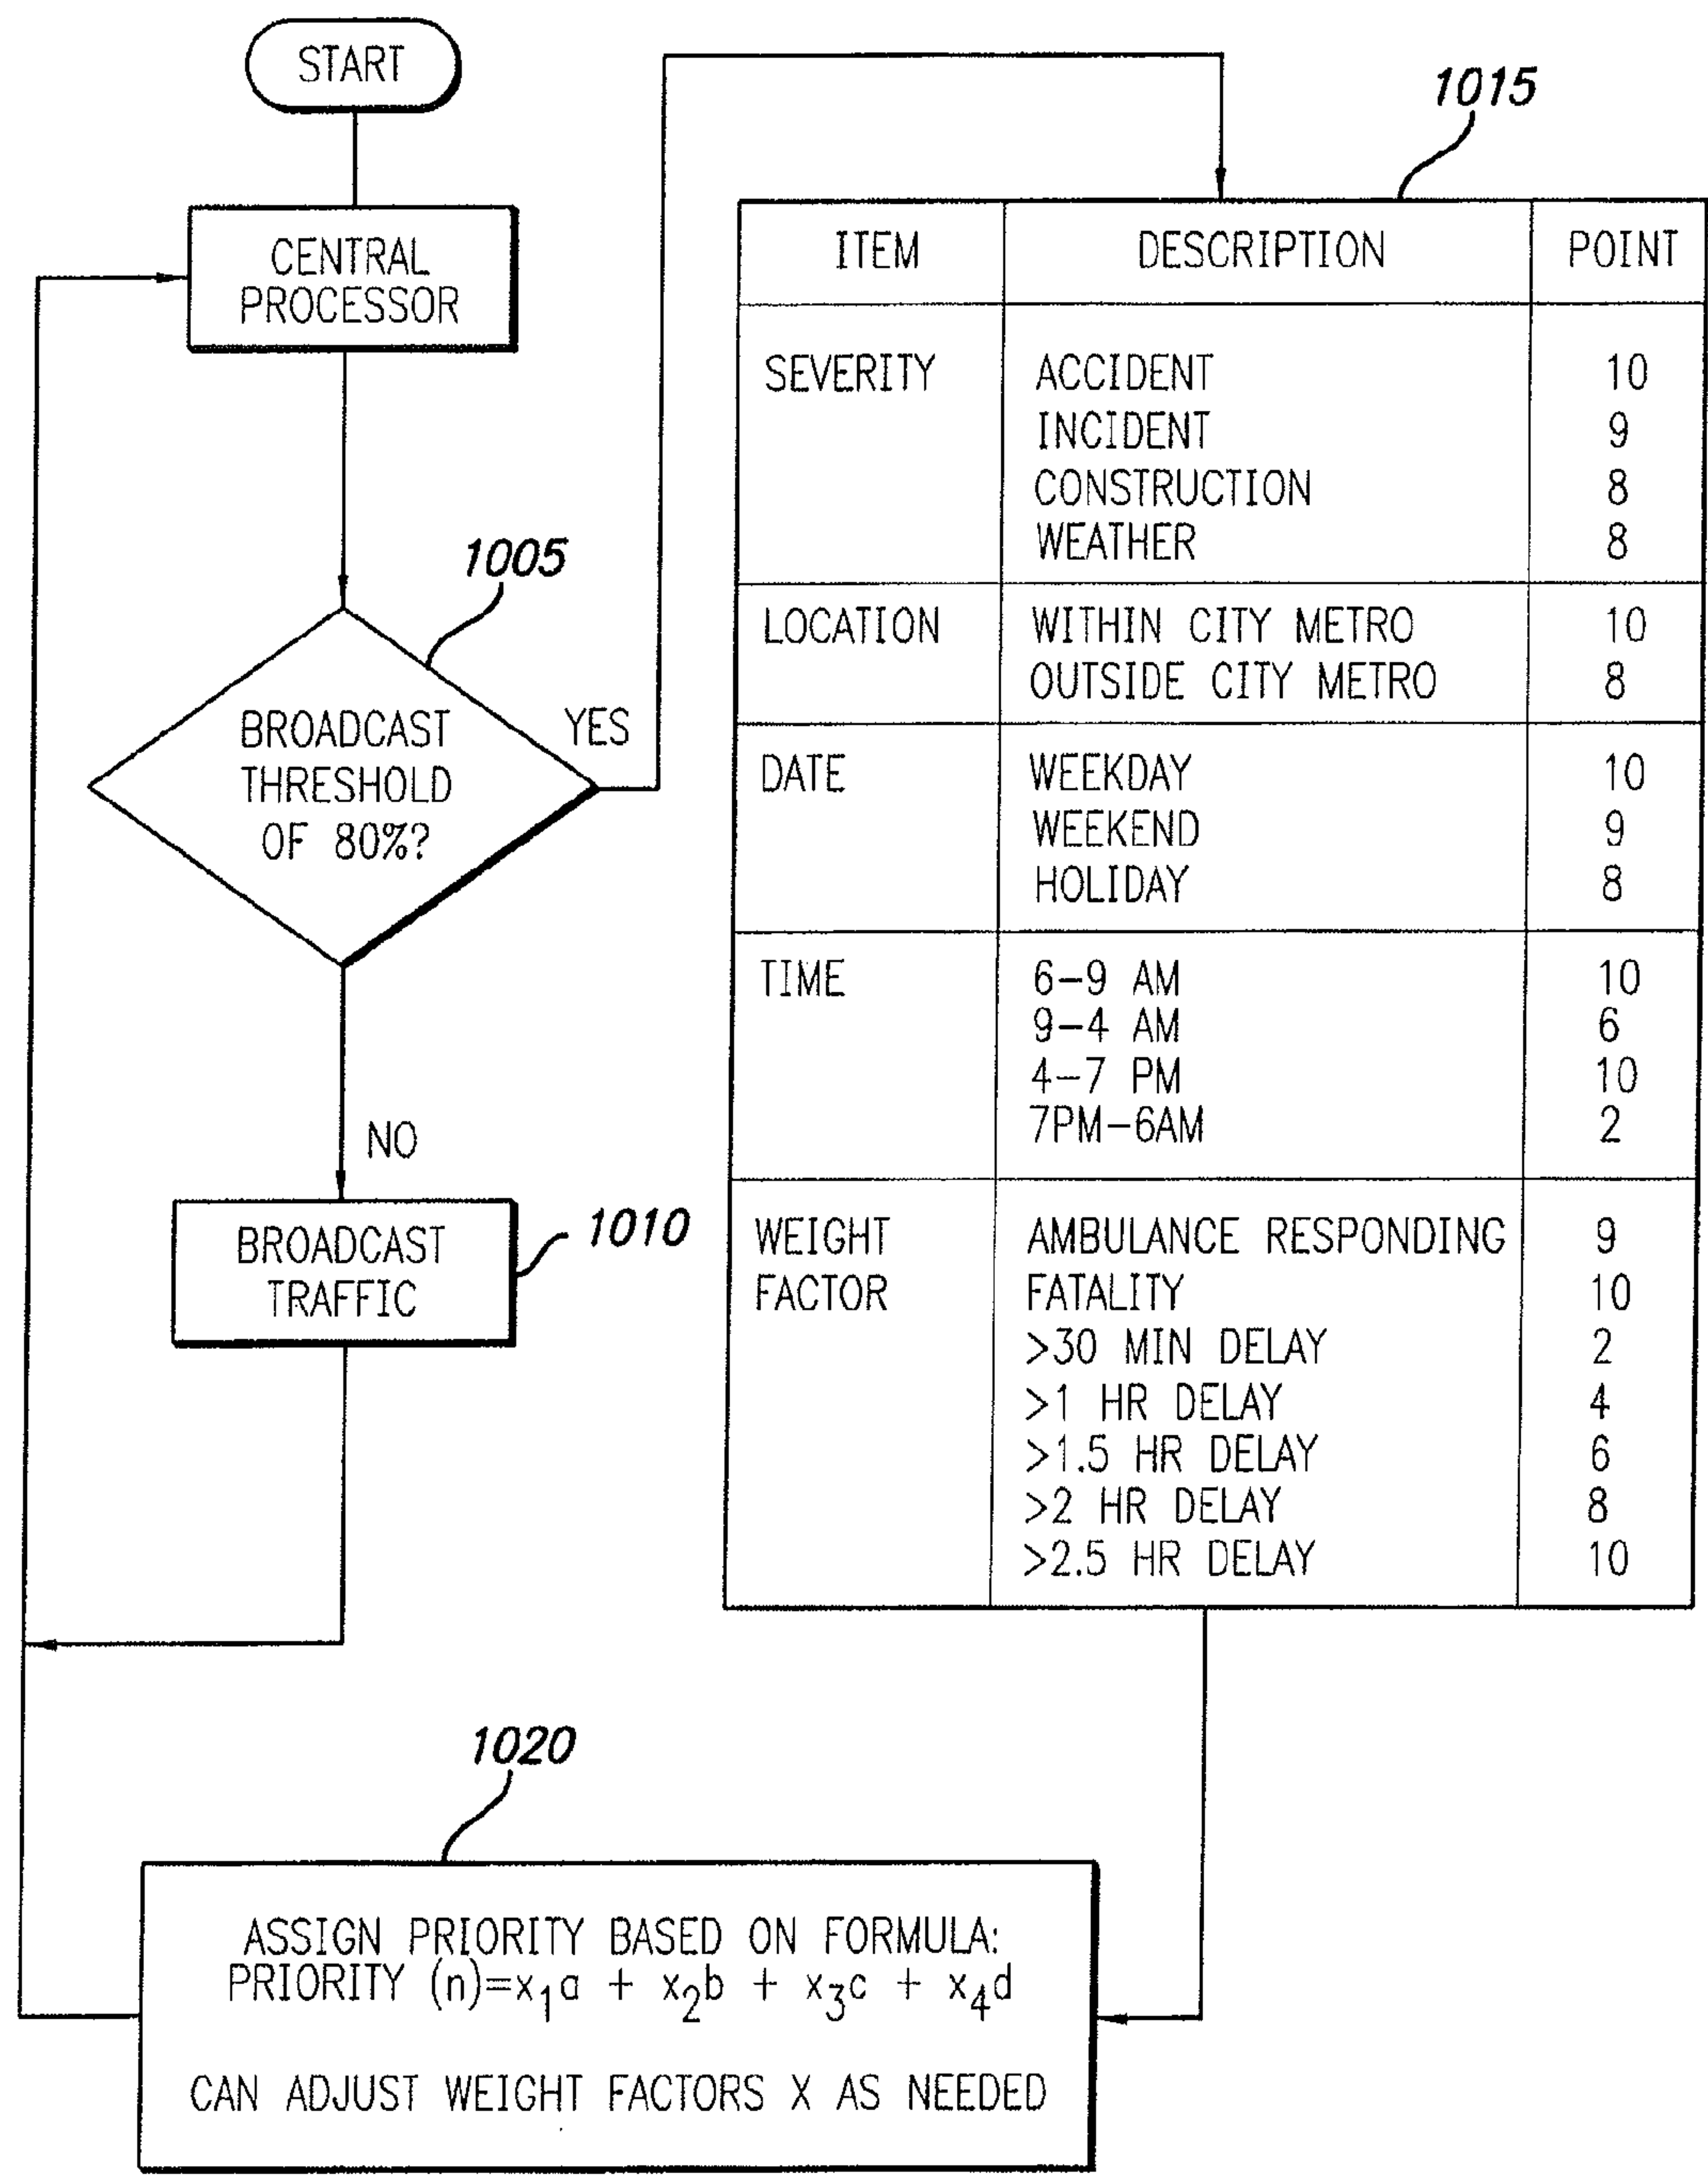 START
CENTRAL
PROCESSOR
1005
BROADCAST
THRESHOLD
OF 80%?
YES
NO
BROADCAST
TRAFFIC
1010
1015
ITEM DESCRIPTION POINT
SEVERITY ACCIDENT 10
INCIDENT 9
CONSTRUCTION 8
WEATHER 8
LOCATION WITHIN CITY METRO 10
OUTSIDE CITY METRO 8
DATE WEEKDAY 10
WEEKEND 9
HOLIDAY 8
TIME 6-9 AM 10
9-4 AM 6
4-7 PM 10
7PM-6AM 2
WEIGHT AMBULANCE RESPONDING 9
FACTOR FATALITY 10
>30 MIN DELAY 2
>1 HR DELAY 4
>1.5 HR DELAY 6
>2 HR DELAY 8
>2.5 HR DELAY 10
1020
ASSIGN PRIORITY BASED ON FORMULA:
PRIORITY (n)=x₁a + x₂b + x₃c + x₄d
CAN ADJUST WEIGHT FACTORS X AS NEEDED